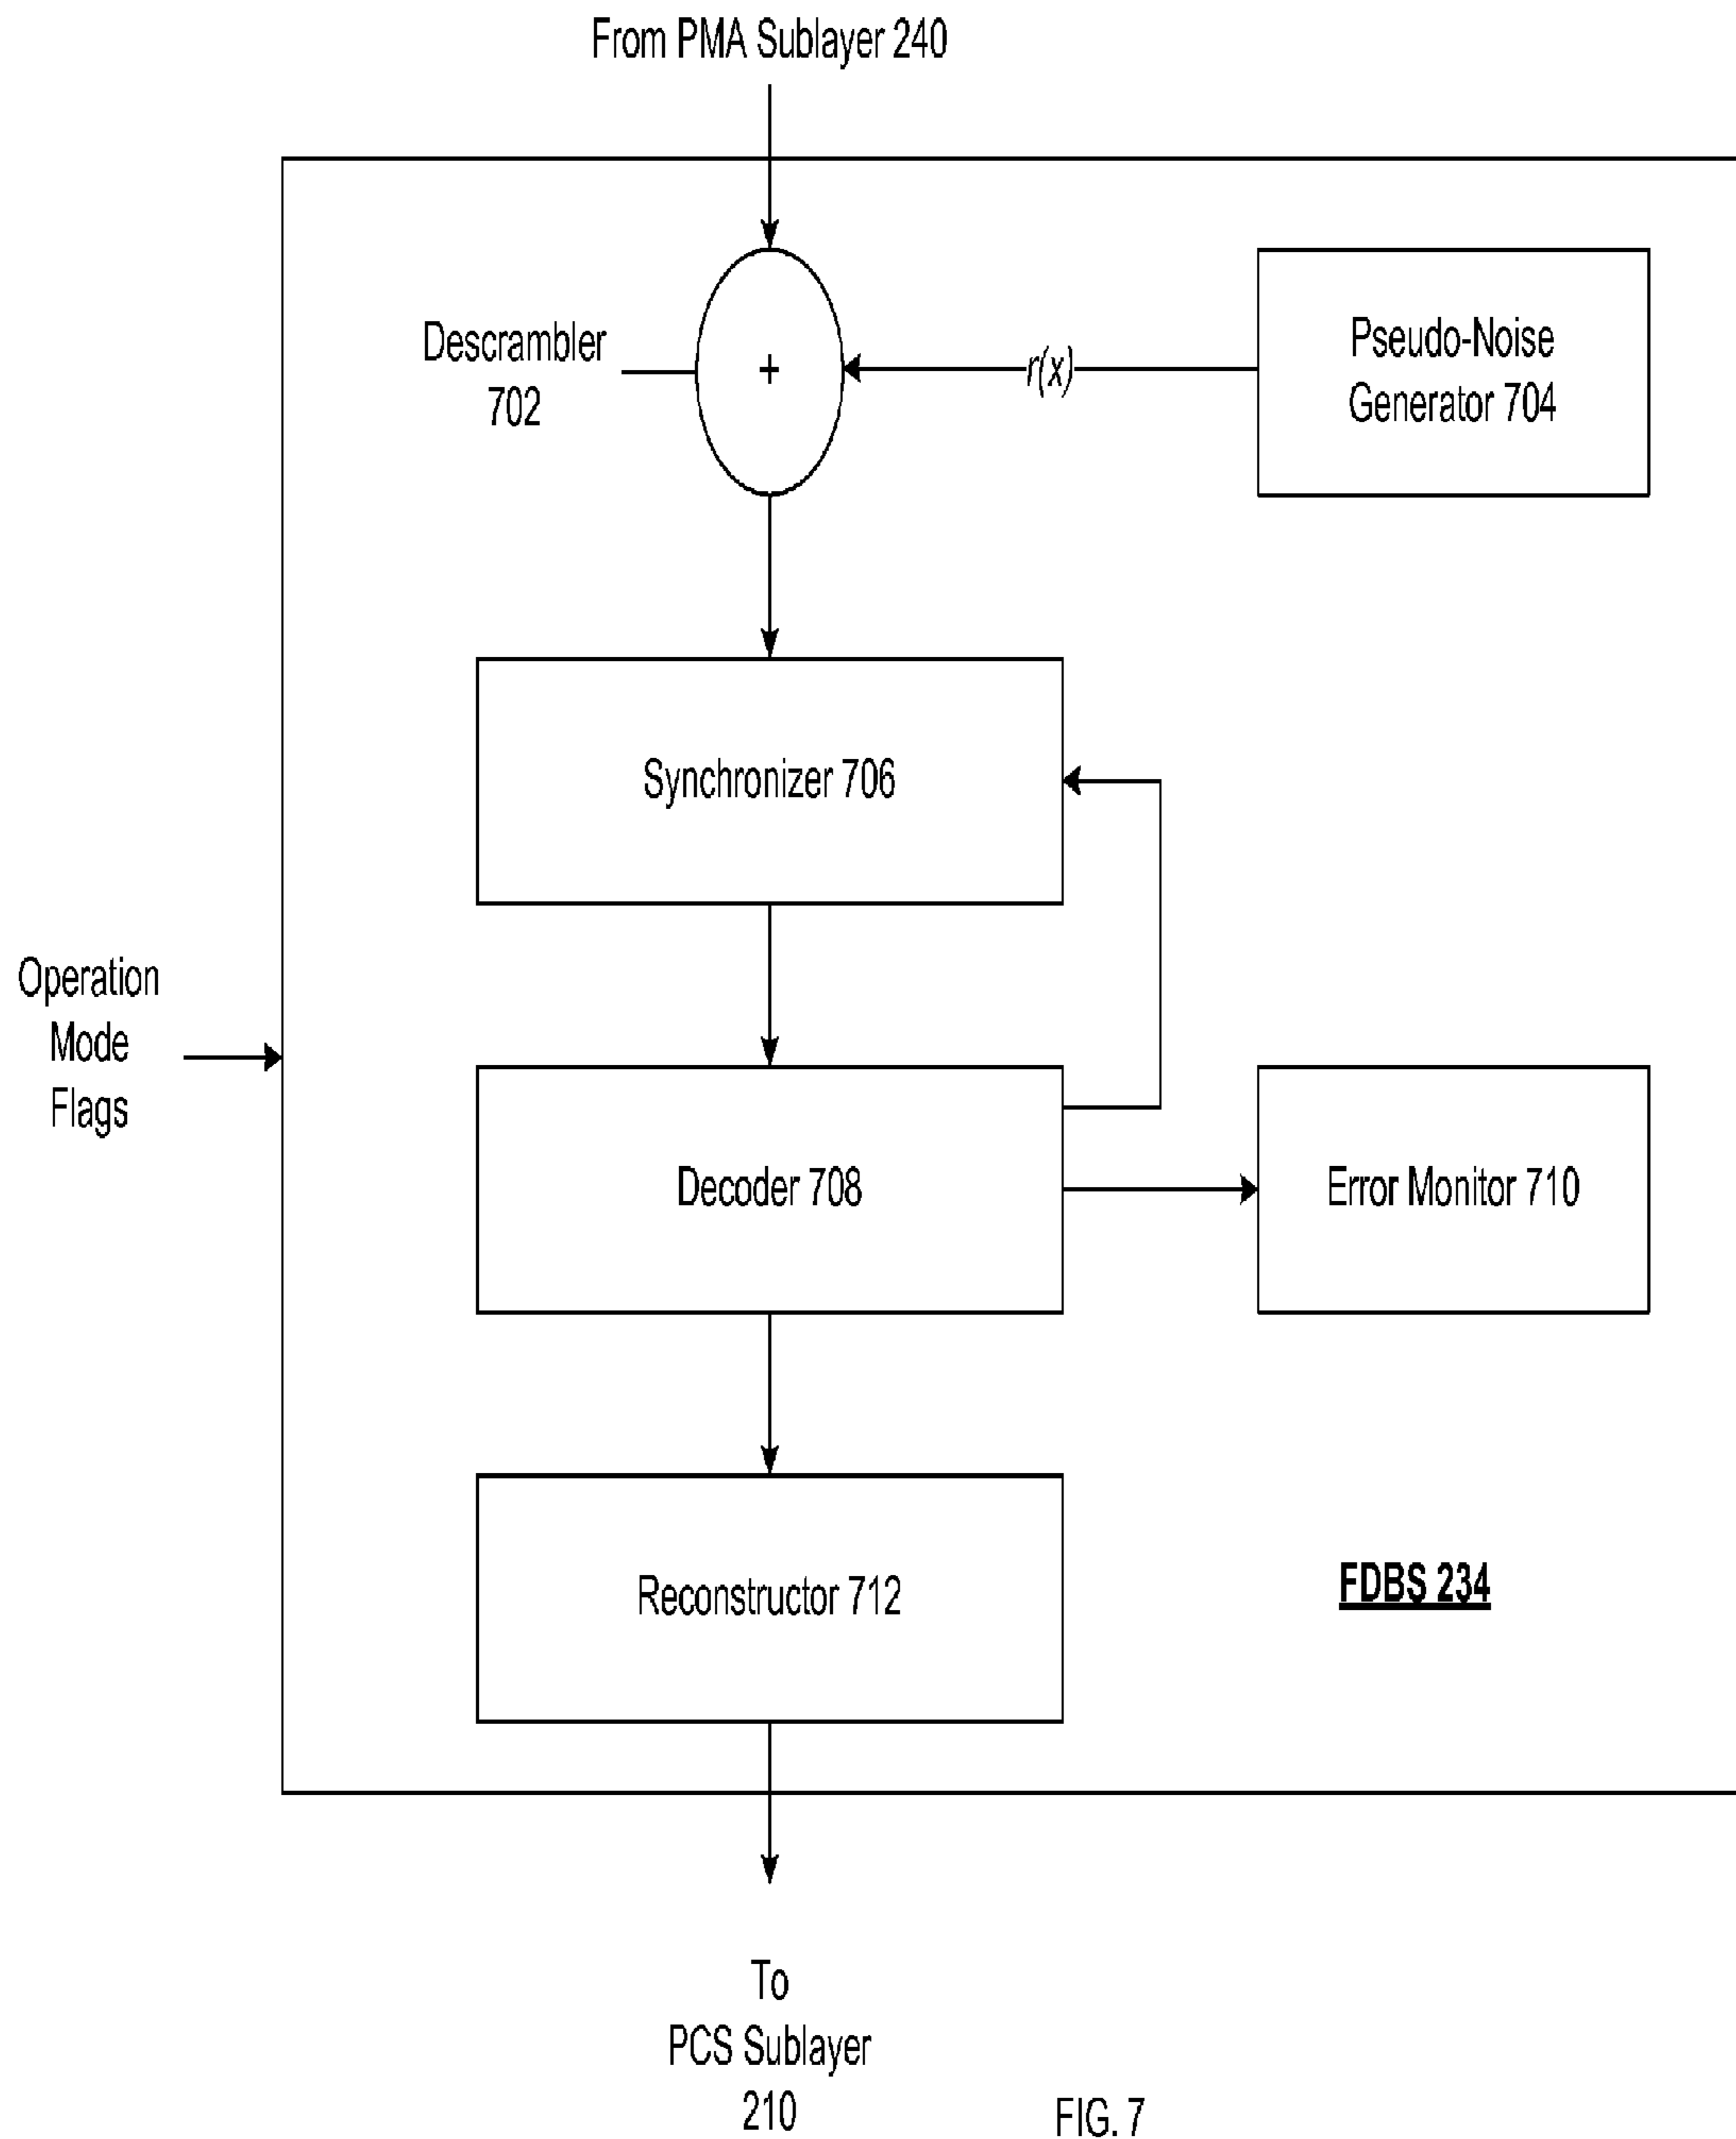 From PMA Sublayer 240
Descrambler
702
+
r(x)
Pseudo-Noise
Generator 704
Synchronizer 706
Operation
Mode
Flags
Decoder 708
Error Monitor 710
Reconstructor 712
FDBS 234
To
PCS Sublayer
210
FIG. 7